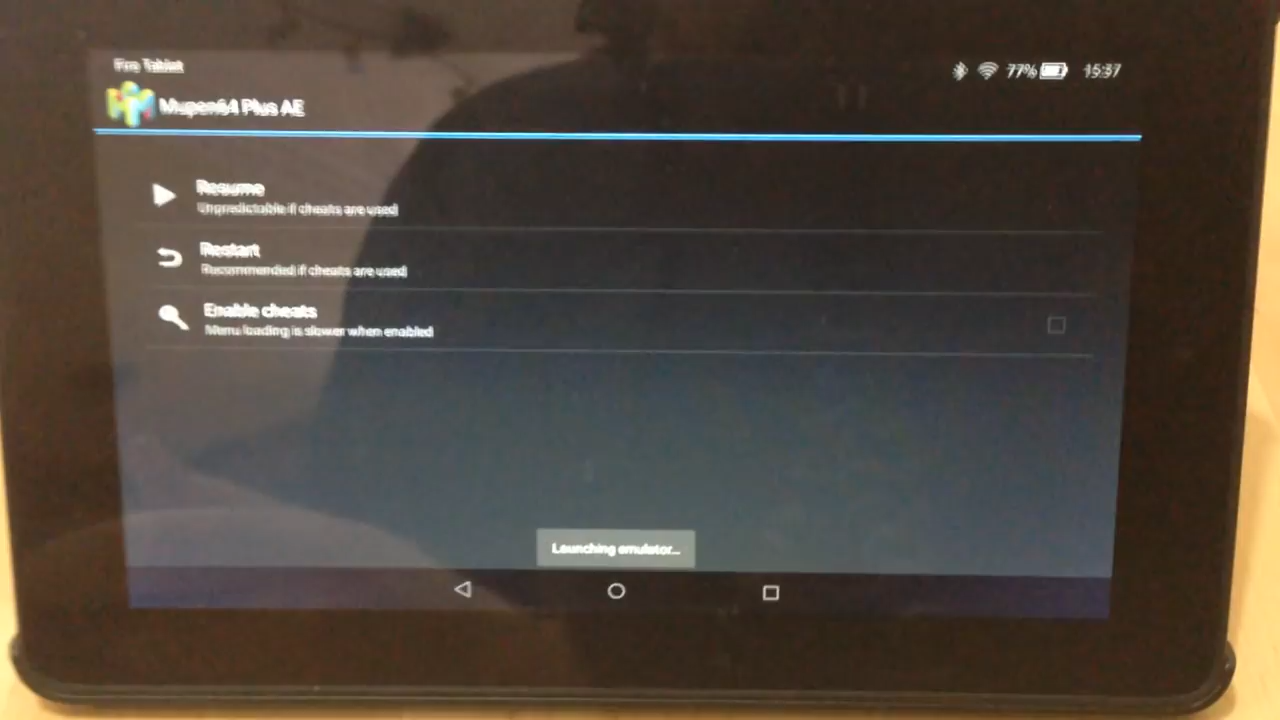 Fire Tablet
77% 15:37
Mupen64 Plus AE
Resume
Unpredictable if cheats are used
Restart
Recommended if cheats are used
Enable cheats
Menu loading is slower when enabled
Launching emulator...